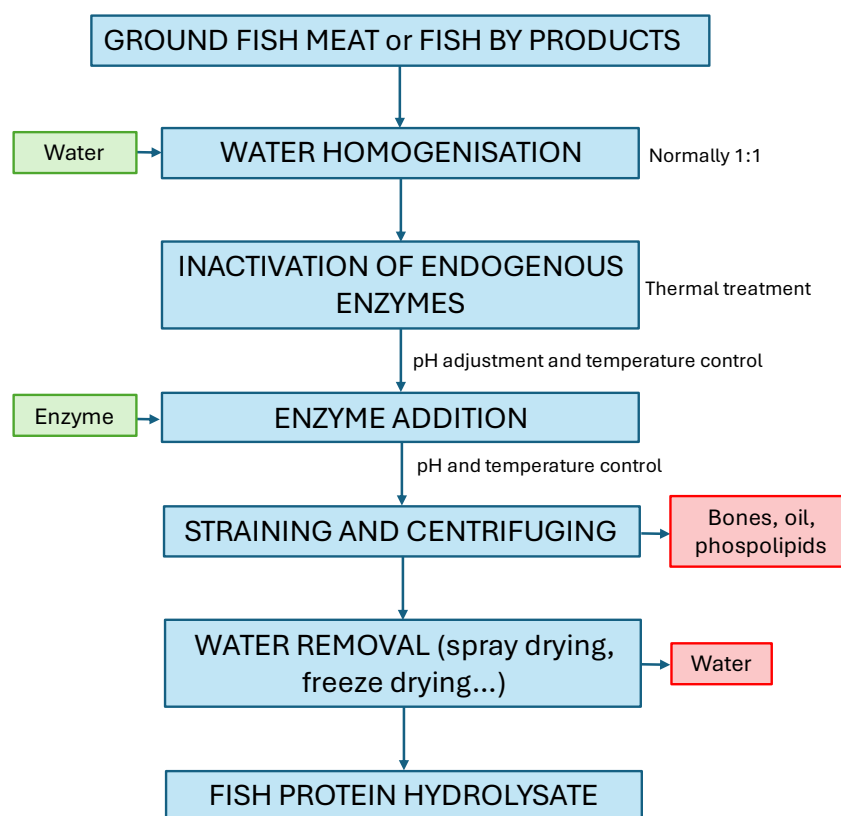 GROUND FISH MEAT or FISH BY PRODUCTS
Water
WATER HOMOGENISATION
Normally 1:1
INACTIVATION OF ENDOGENOUS
ENZYMES
Thermal treatment
pH adjustment and temperature control
Enzyme
ENZYME ADDITION
pH and temperature control
STRAINING AND CENTRIFUGING
Bones, oil,
phospolipids
WATER REMOVAL (spray drying,
freeze drying...)
Water
FISH PROTEIN HYDROLYSATE